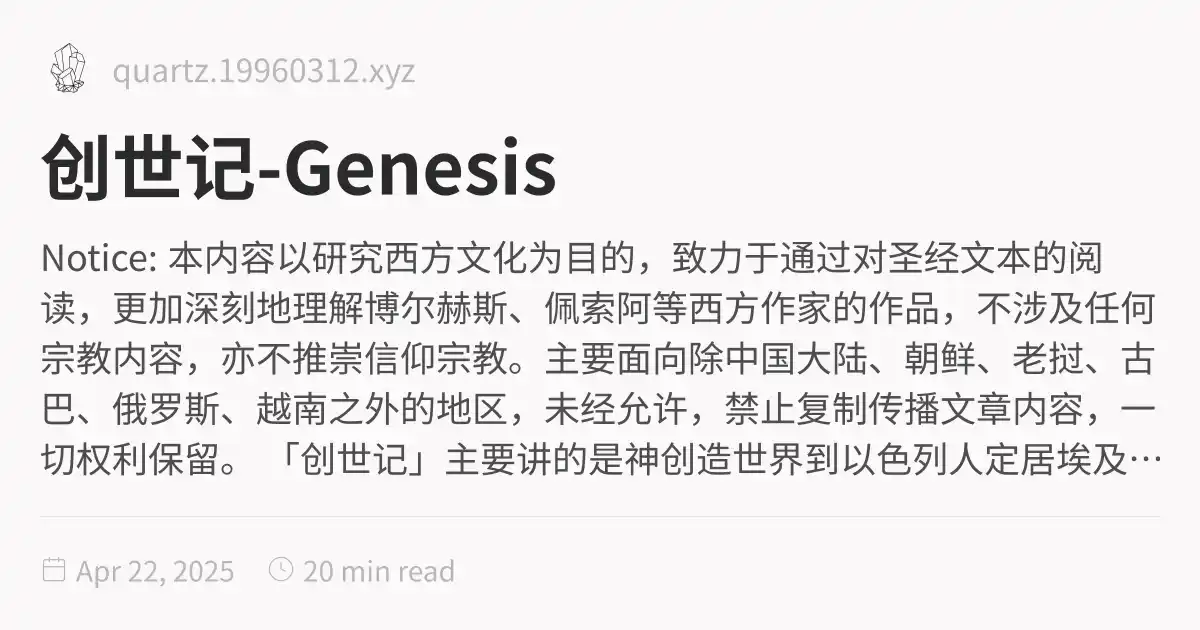 quartz.19960312.xyz
创世记-Genesis
Notice: 本内容以研究西方文化为目的，致力于通过对圣经文本的阅
读，更加深刻地理解博尔赫斯、佩索阿等西方作家的作品，不涉及任何
宗教内容，亦不推崇信仰宗教。主要面向除中国大陆、朝鲜、老挝、古
巴、俄罗斯、越南之外的地区，未经允许，禁止复制传播文章内容，一
切权利保留。 「创世记」主要讲的是神创造世界到以色列人定居埃及…
Apr 22, 2025 20 min read